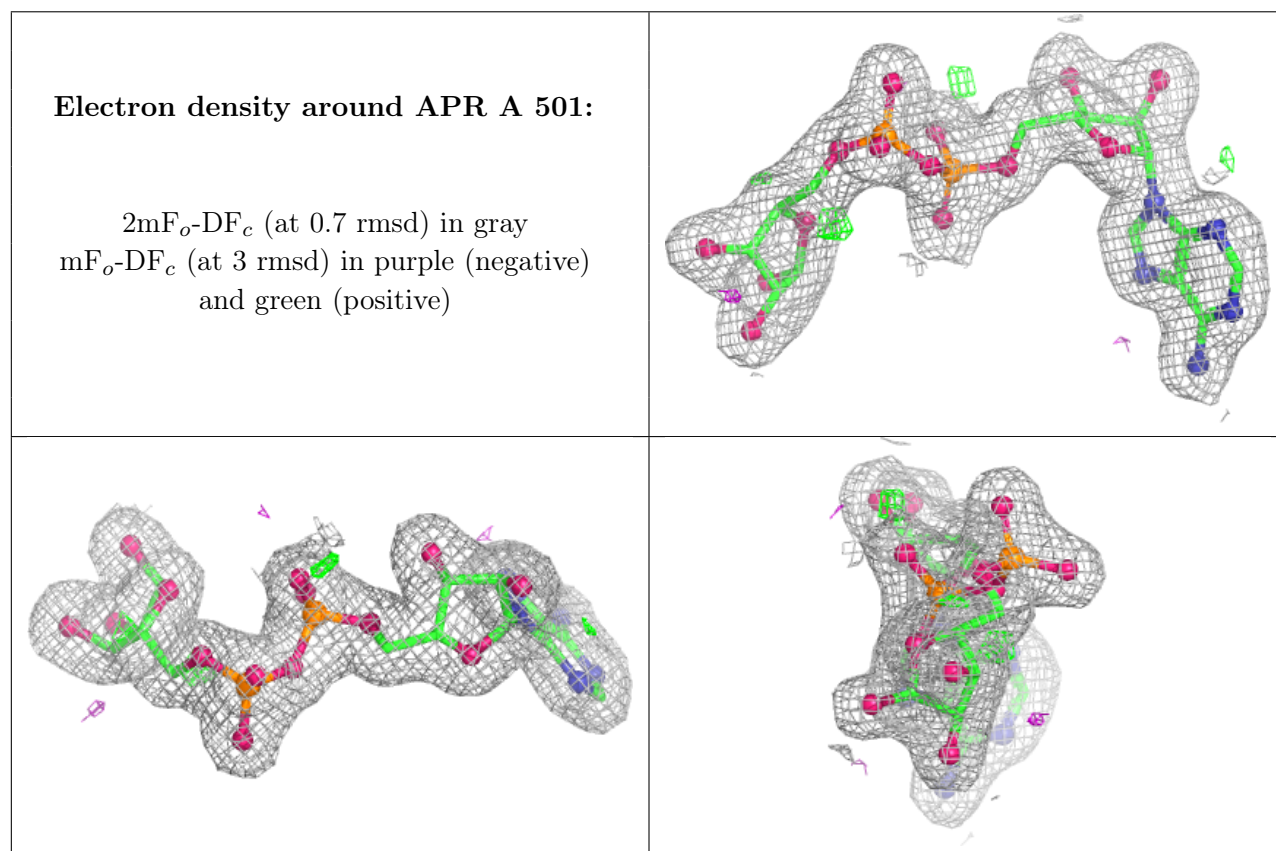 Electron density around APR A 501:
2mFo-DFc (at 0.7 rmsd) in gray
mFo-DFc (at 3 rmsd) in purple (negative)
and green (positive)